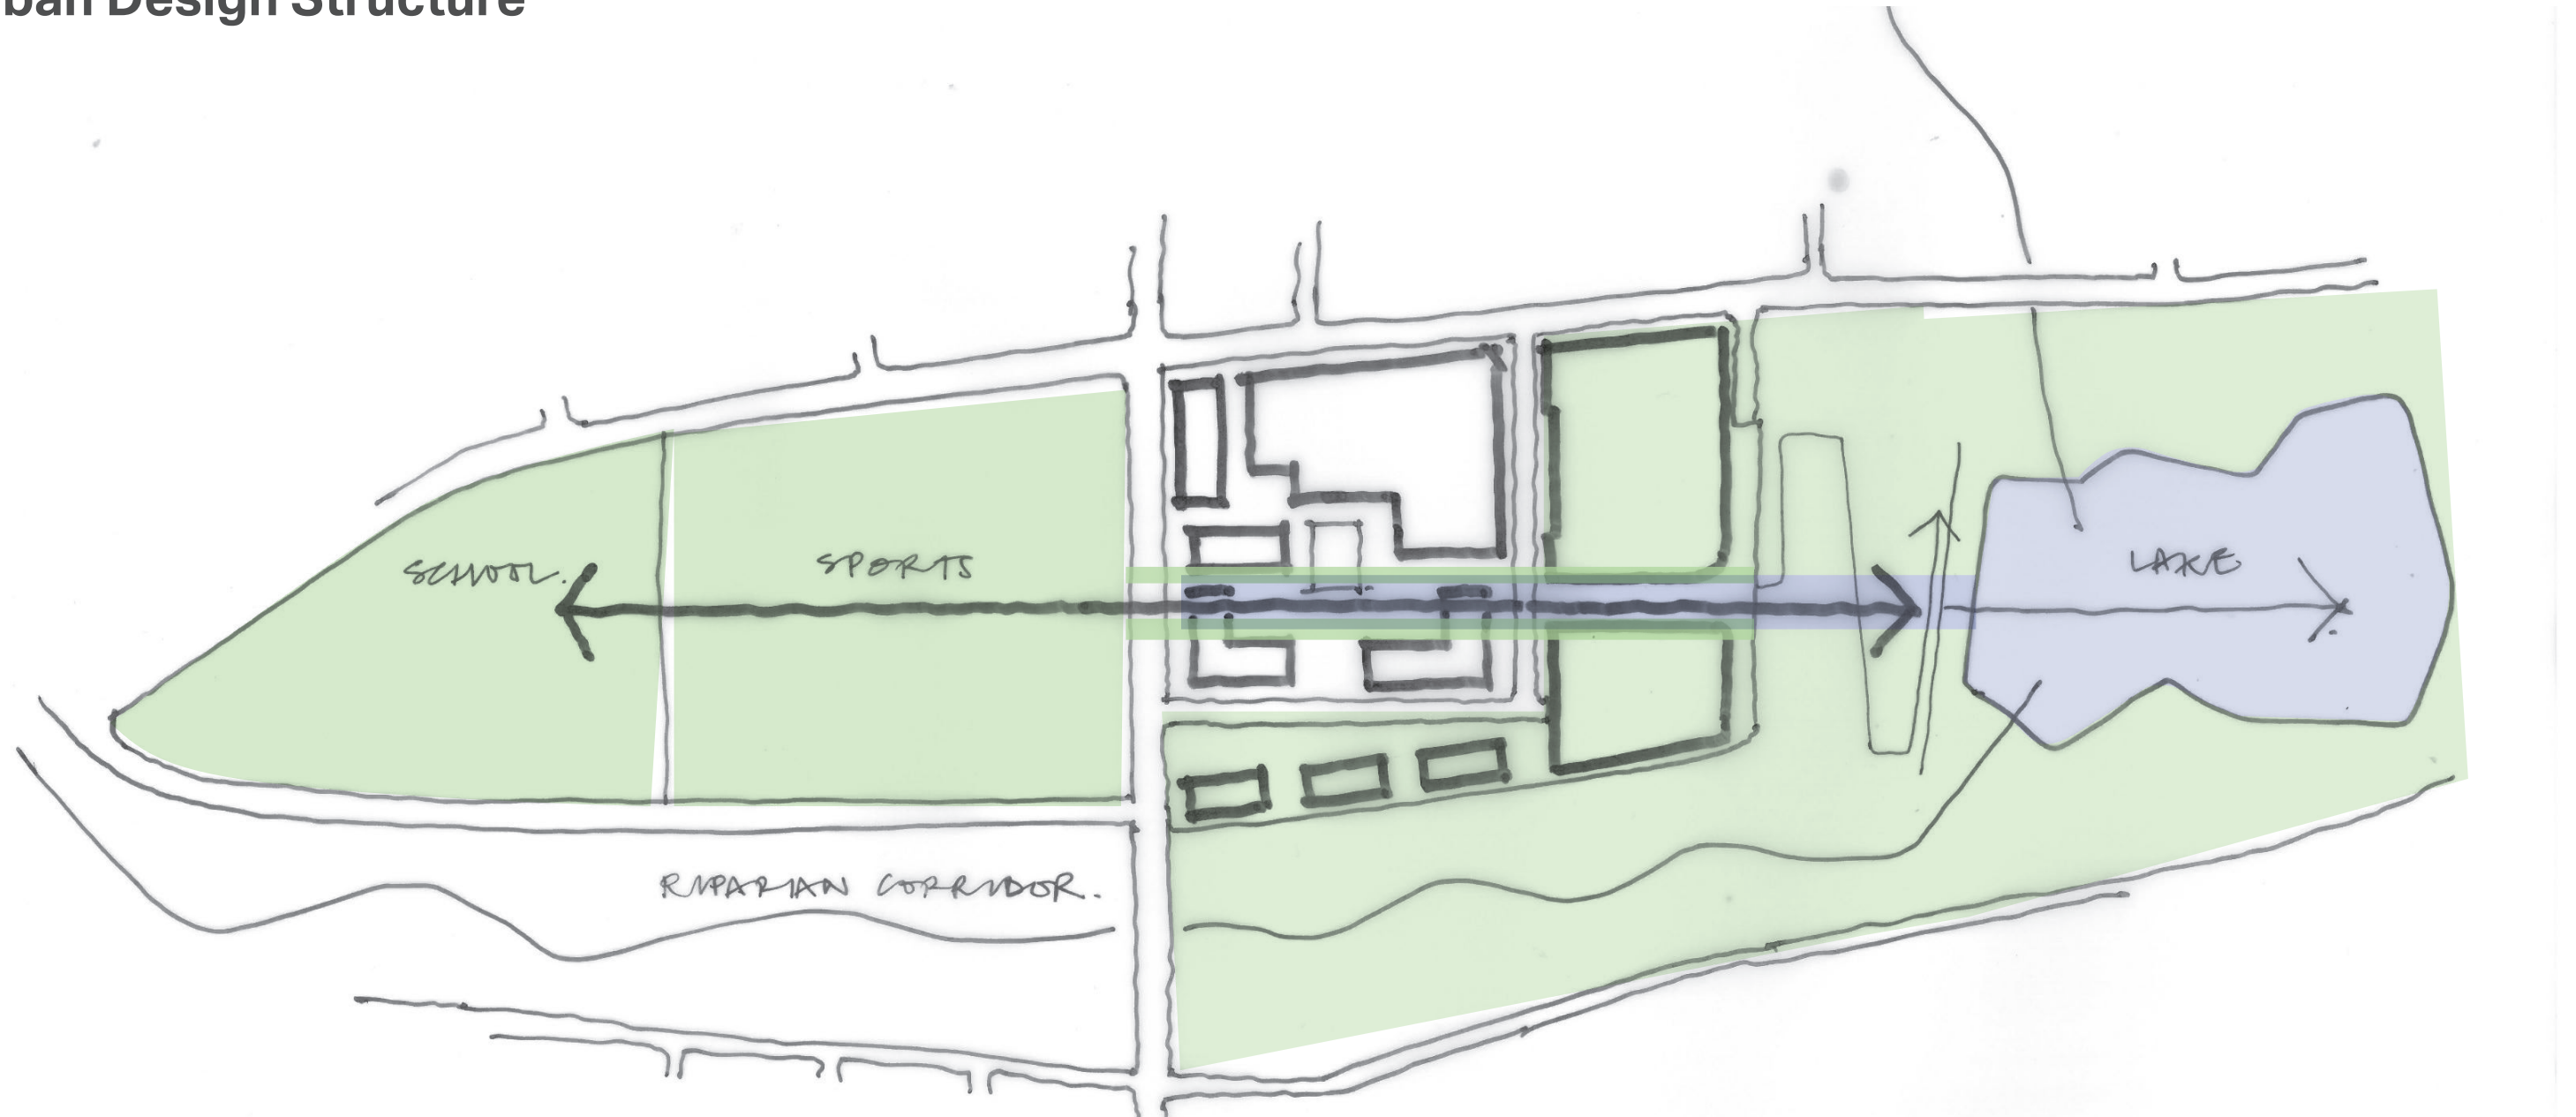 ban Design Structure
SCHOOL.
SPORTS
LAKE
RIPARIAN CORRIDOR.